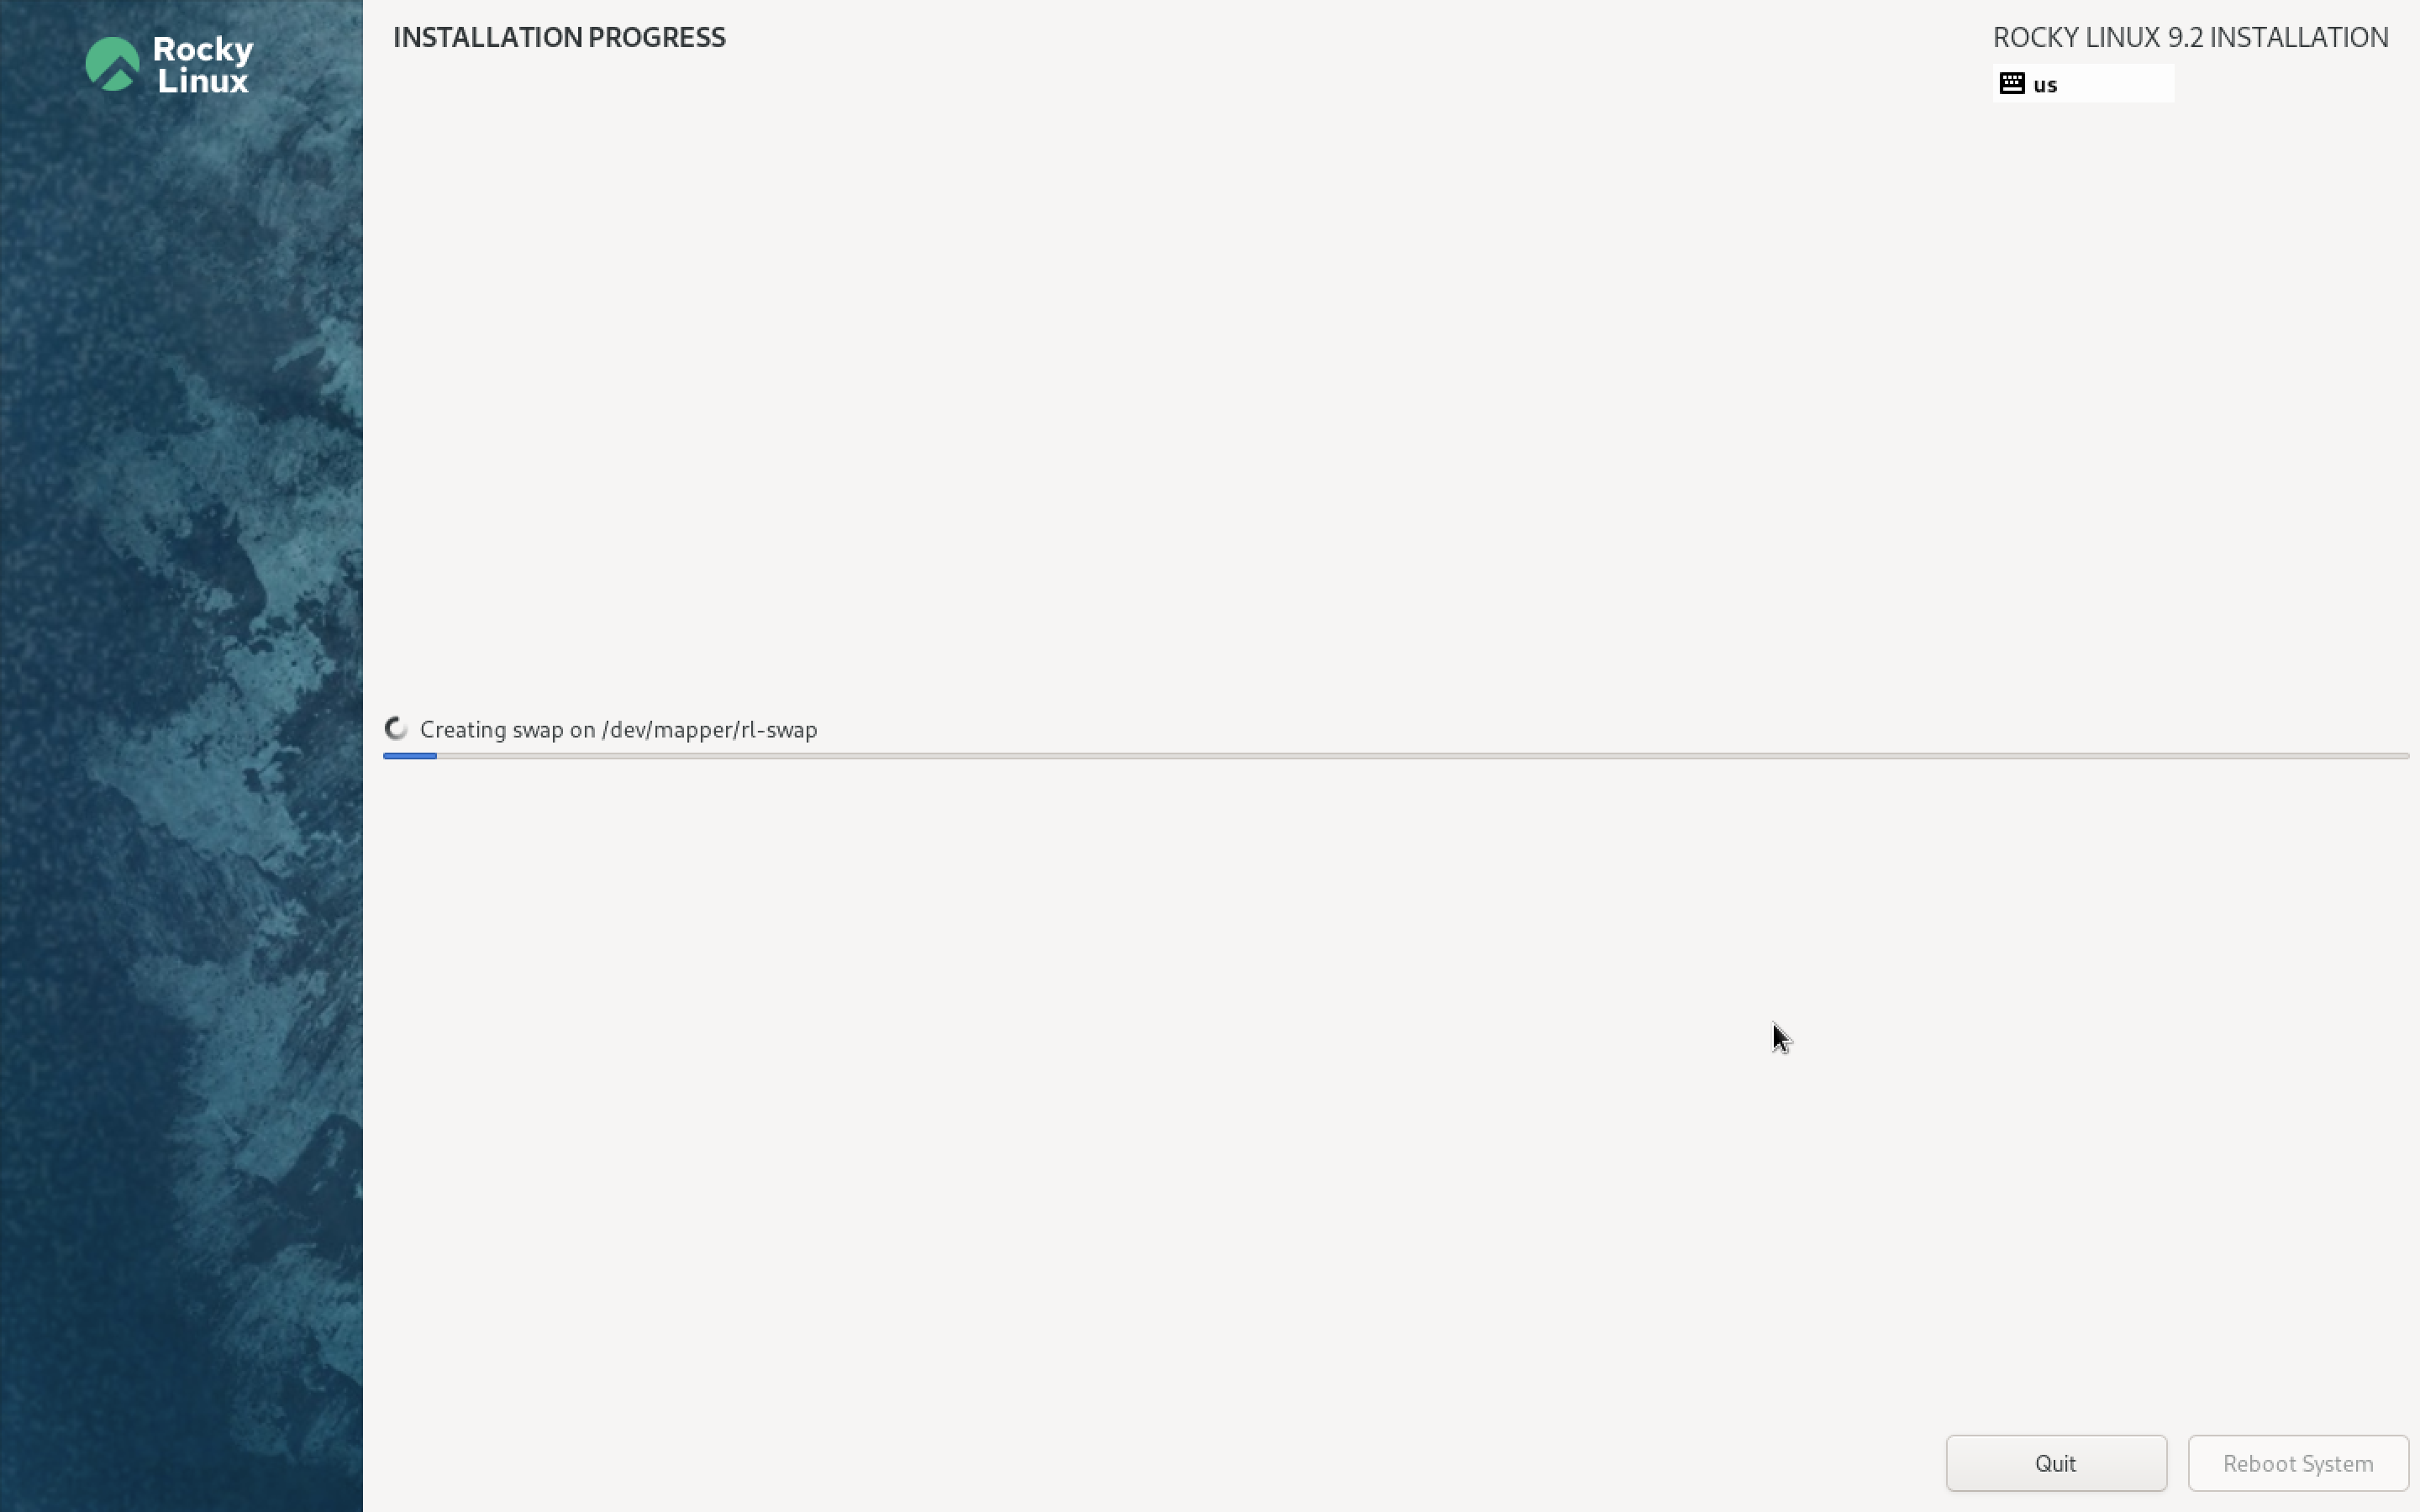 Rocky
Linux
INSTALLATION PROGRESS
ROCKY LINUX 9.2 INSTALLATION
us
Creating swap on /dev/mapper/rl-swap
Quit
Reboot System